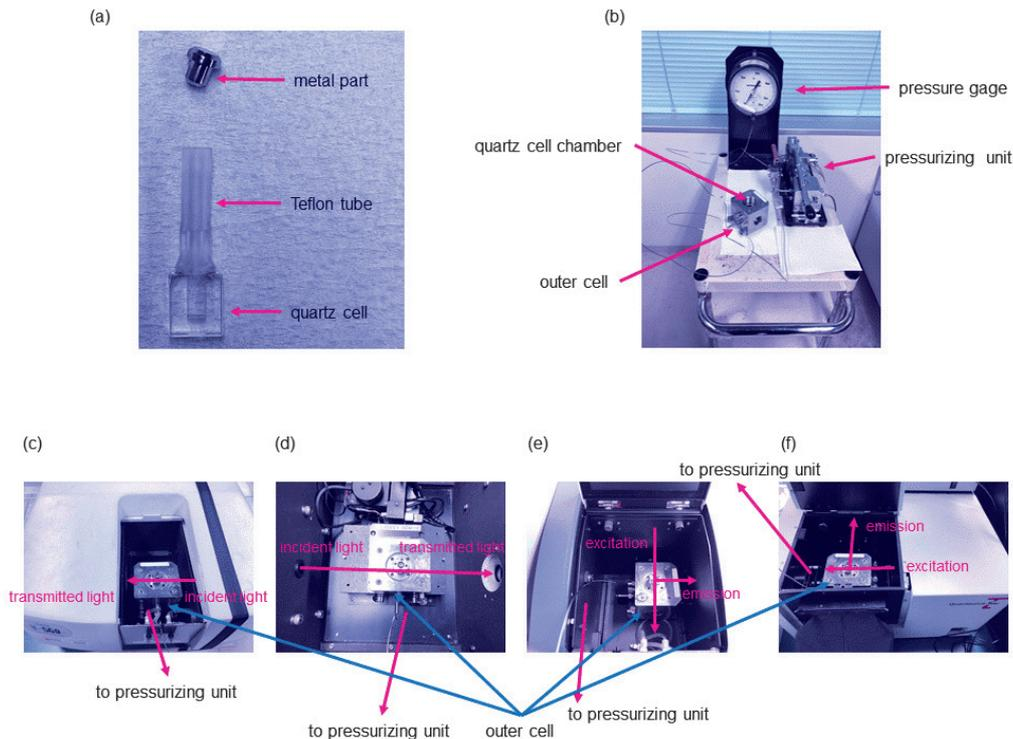 (a)
(b)
metal part
Teflon tube
quartz cell
pressure gage
quartz cell chamber
pressurizing unit
outer cell
(c)
(d)
(e)
(f)
to pressurizing unit
transmitted light
incident light
incident light
transmitted light
excitation
emission
emission
excitation
to pressurizing unit
to pressurizing unit
outer cell
to pressurizing unit